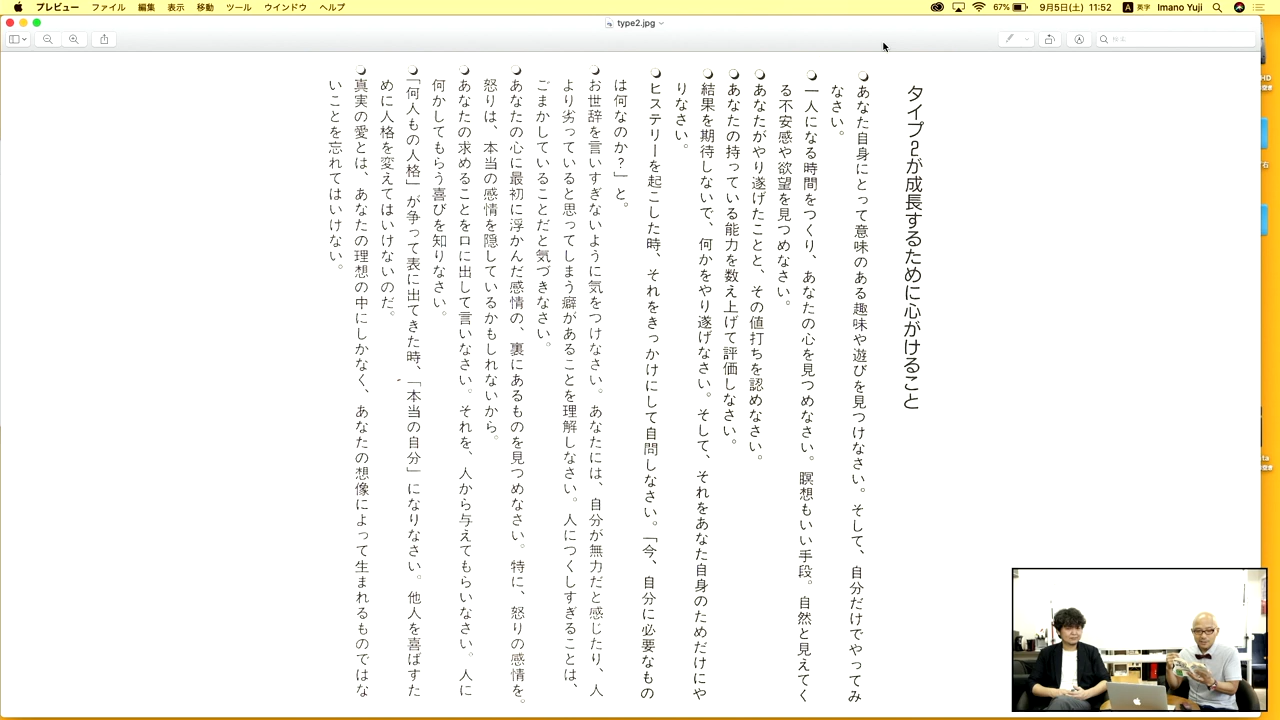 プレビュー ファイル 編集 表示 移動 ツール ウインドウ ヘルプ
67% 9月5日(土) 11:52 A 英字 Imano Yuji
type2.jpg
検索
タイプ2が成長するために心がけること
あなた自身にとって意味のある趣味や遊びを見つけなさい。そして、自分だけでやってみ
なさい。
一人になる時間をつくり、あなたの心を見つめなさい。瞑想もいい手段。自然と見えてく
る不安感や欲望を見つめなさい。
あなたがやり遂げたことと、その値打ちを認めなさい。
あなたの持っている能力を数え上げて評価しなさい。
結果を期待しないで、何かをやり遂げなさい。そして、それをあなた自身のためだけにや
りなさい。
ヒステリーを起こした時、それをきっかけにして自問しなさい。「今、自分に必要なもの
は何なのか？」と。
お世辞を言いすぎないように気をつけなさい。あなたには、自分が無力だと感じたり、人
より劣っていると思ってしまう癖があることを理解しなさい。人につくしすぎることは、
ごまかしていることだと気づきなさい。
あなたの心に最初に浮かんだ感情の、裏にあるものを見つめなさい。特に、怒りの感情を。
怒りは、本当の感情を隠しているかもしれないから。
あなたの求めることを口に出して言いなさい。それを、人から与えてもらいなさい。人に
何かしてもらう喜びを知りなさい。
「何人もの人格」が争って表に出てきた時、「本当の自分」になりなさい。他人を喜ばすた
めに人格を変えてはいけないのだ。
真実の愛とは、あなたの理想の中にしかなく、あなたの想像によって生まれるものではな
いことを忘れてはいけない。